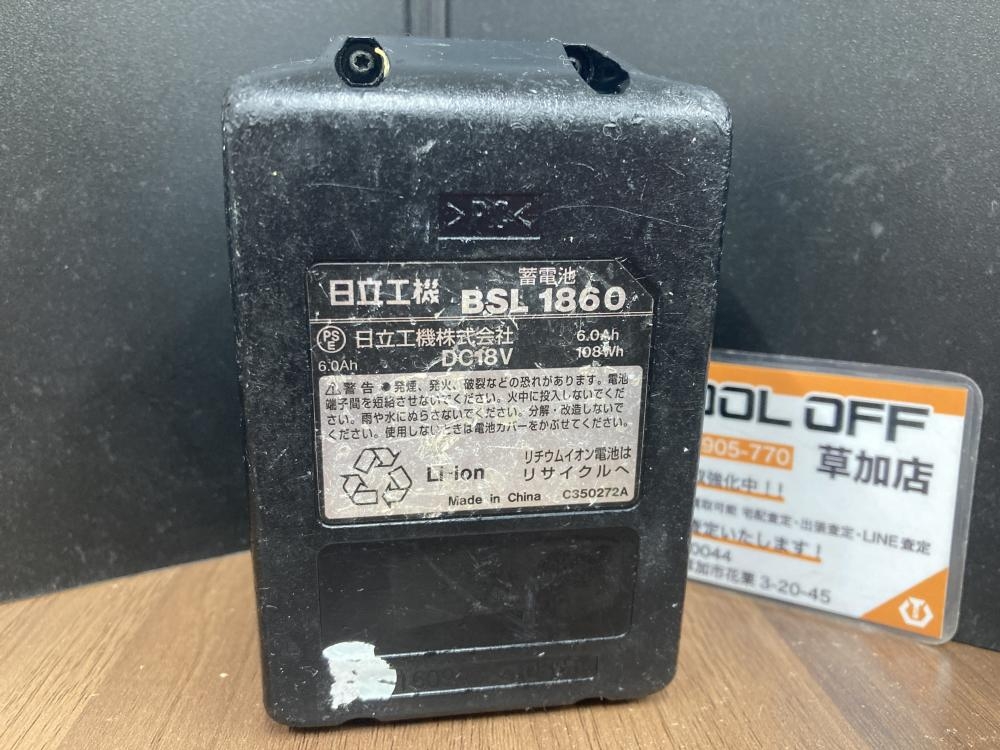 >PC<
蓄電池
日立工機 BSL 1860
PSE 日立工機株式会社 6.0Ah
6.0Ah DC18V 108Wh
⚠警告 ●発煙、発火、破裂などの恐れがあります。電池
端子間を短絡させないでください。火中に投入しないでくだ
さい。雨や水にぬらさないでください。分解・改造しないで
ください。使用しないときは電池カバーをかぶせてください。
Li-ion リチウムイオン電池は
リサイクルへ
Made in China C350272A
OOL OFF
905-770 草加店
強化中!!
買取可能 宅配査定・出張査定・LINE査定
査定いたします!
0044
草加市花栗 3-20-45